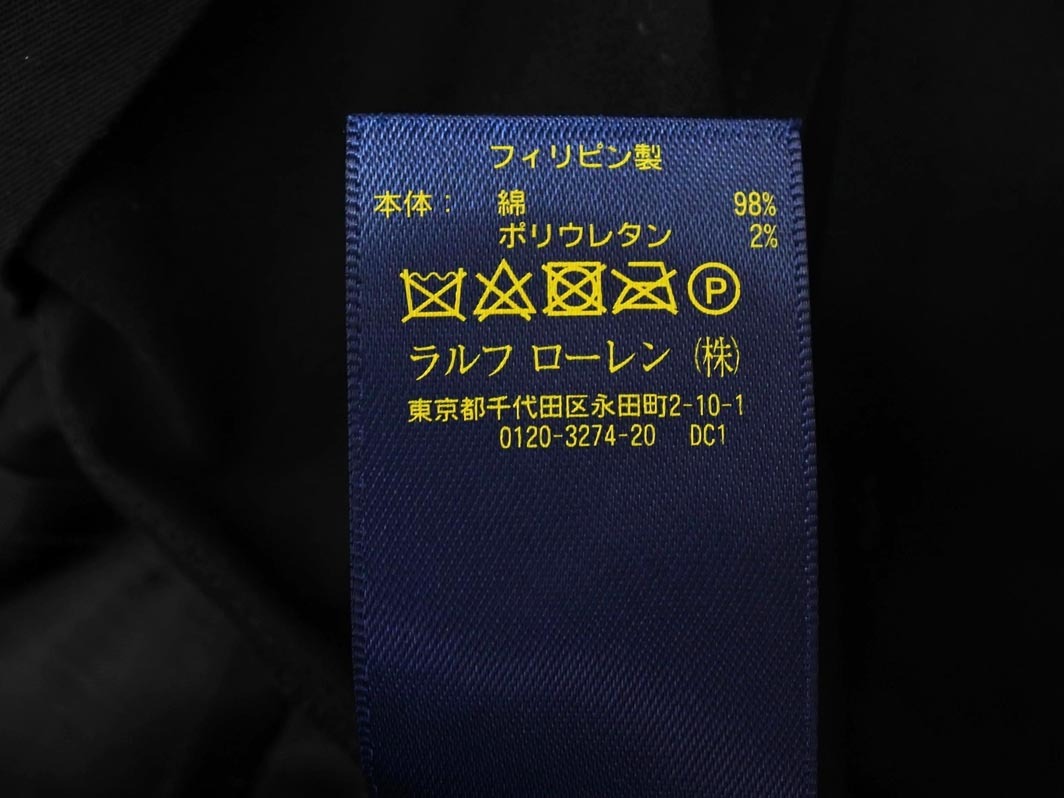 フィリピン製
本体： 綿 98%
ポリウレタン 2%
P
ラルフ ローレン (株)
東京都千代田区永田町2-10-1
0120-3274-20 DC1